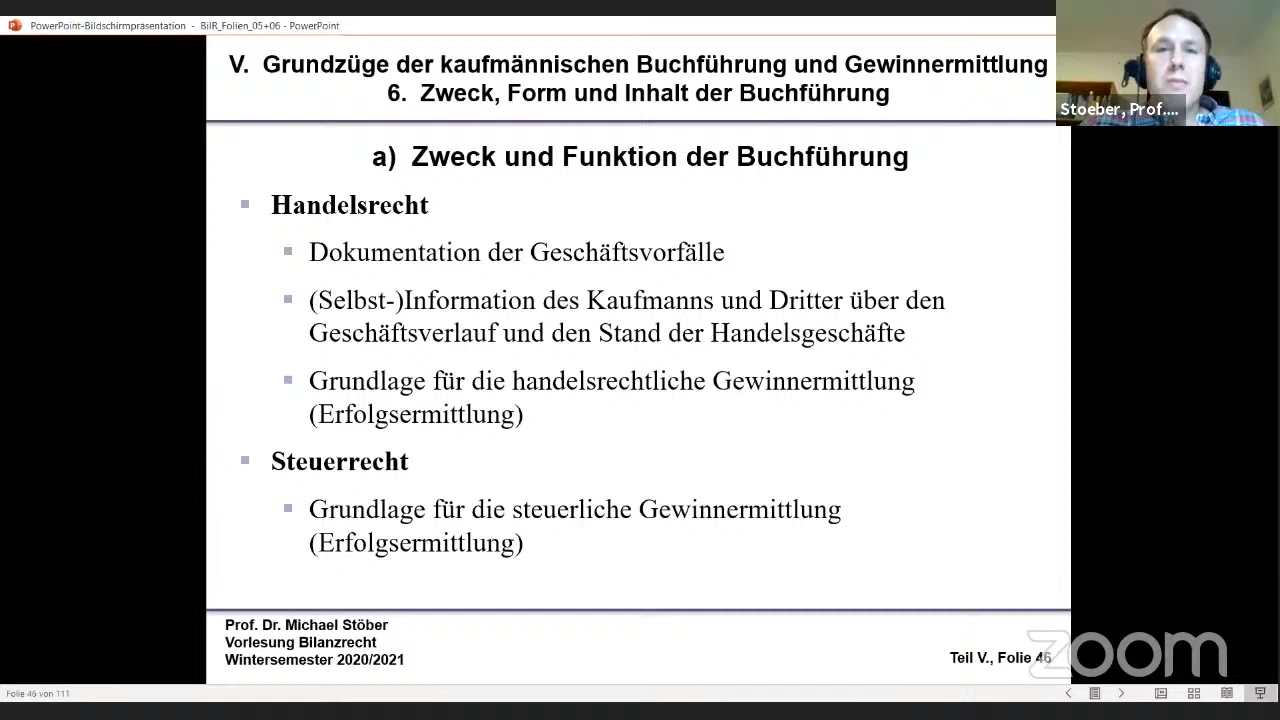 PowerPoint-Bildschirmpräsentation - BilR_Folien_05+06 - PowerPoint
Stoeber, Prof....
V. Grundzüge der kaufmännischen Buchführung und Gewinnermittlung
6. Zweck, Form und Inhalt der Buchführung
a) Zweck und Funktion der Buchführung
Handelsrecht
Dokumentation der Geschäftsvorfälle
(Selbst-)Information des Kaufmanns und Dritter über den
Geschäftsverlauf und den Stand der Handelsgeschäfte
Grundlage für die handelsrechtliche Gewinnermittlung
(Erfolgsermittlung)
Steuerrecht
Grundlage für die steuerliche Gewinnermittlung
(Erfolgsermittlung)
Prof. Dr. Michael Stöber
Vorlesung Bilanzrecht
Wintersemester 2020/2021
Teil V., Folie 46
zoom
Folie 46 von 111